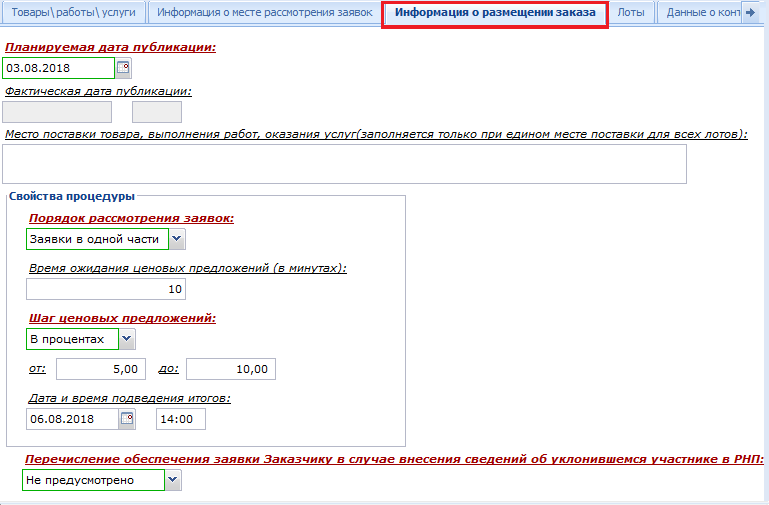 Товары\ работы\ услуги Информация о месте рассмотрения заявок Информация о размещении заказа Лоты Данные о конт
Планируемая дата публикации:
03.08.2018
Фактическая дата публикации:
Место поставки товара, выполнения работ, оказания услуг(заполняется только при едином месте поставки для всех лотов):
Свойства процедуры
Порядок рассмотрения заявок:
Заявки в одной части
Время ожидания ценовых предложений (в минутах):
10
Шаг ценовых предложений:
В процентах
от: 5,00 до: 10,00
Дата и время подведения итогов:
06.08.2018 14:00
Перечисление обеспечения заявки Заказчику в случае внесения сведений об уклонившемся участнике в РНП:
Не предусмотрено